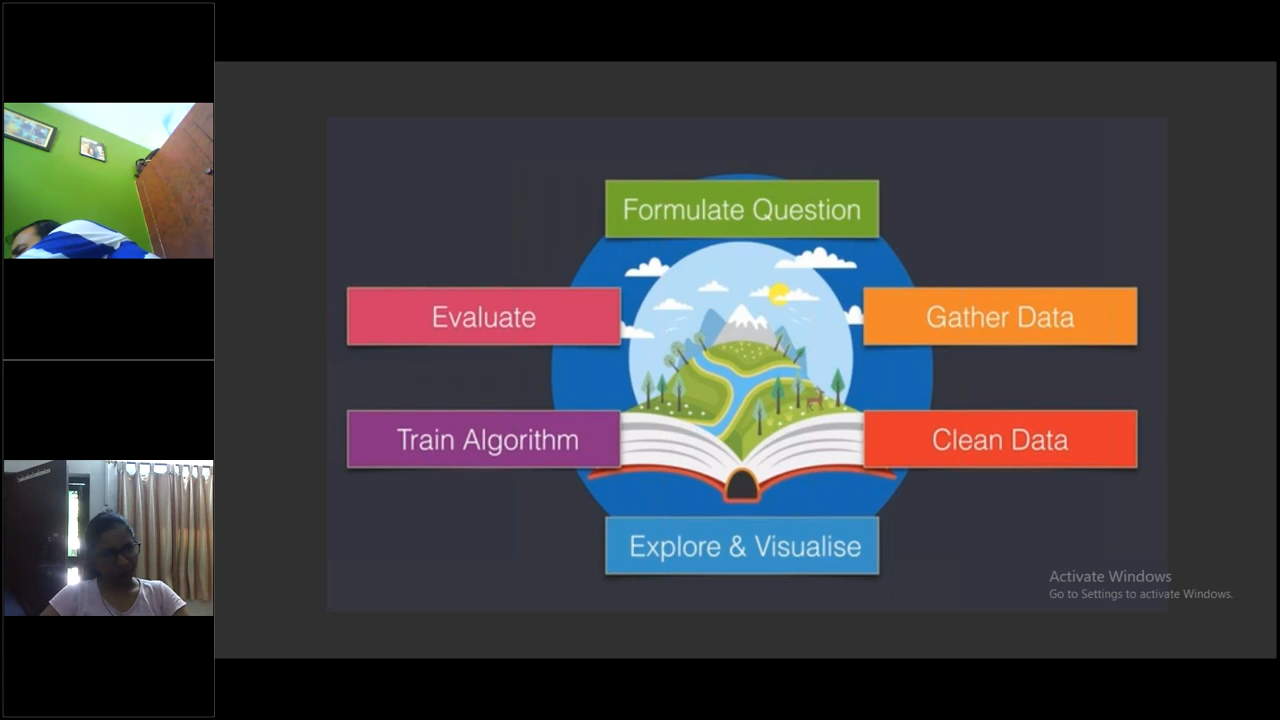 Formulate Question
Evaluate
Gather Data
Train Algorithm
Clean Data
Explore & Visualise
Activate Windows
Go to Settings to activate Windows.